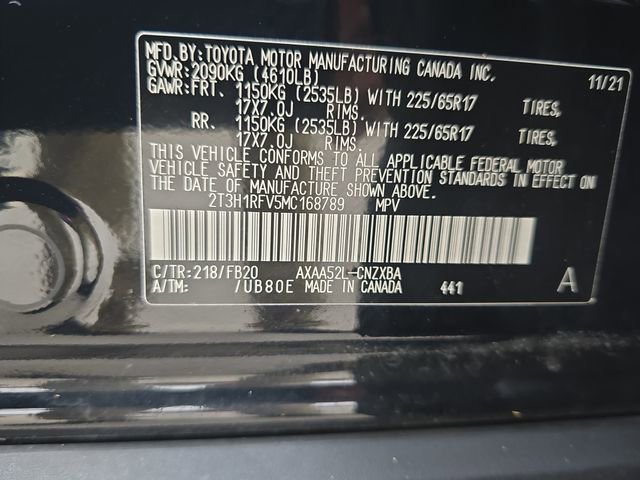 MFD. BY: TOYOTA MOTOR MANUFACTURING CANADA INC.
GVWR: 2090KG (4610LB) 11/21
GAWR: FRT. 1150KG (2535LB) WITH 225/65R17 TIRES,
17X7.0J RIMS.
RR. 1150KG (2535LB) WITH 225/65R17 TIRES,
17X7.0J RIMS.
THIS VEHICLE CONFORMS TO ALL APPLICABLE FEDERAL MOTOR
VEHICLE SAFETY AND THEFT PREVENTION STANDARDS IN EFFECT ON
THE DATE OF MANUFACTURE SHOWN ABOVE.
2T3H1RFV5MC168789 MPV
C/TR: 218/FB20 AXAA52L-CNZXBA
A/TM: /UB80E MADE IN CANADA 441 A